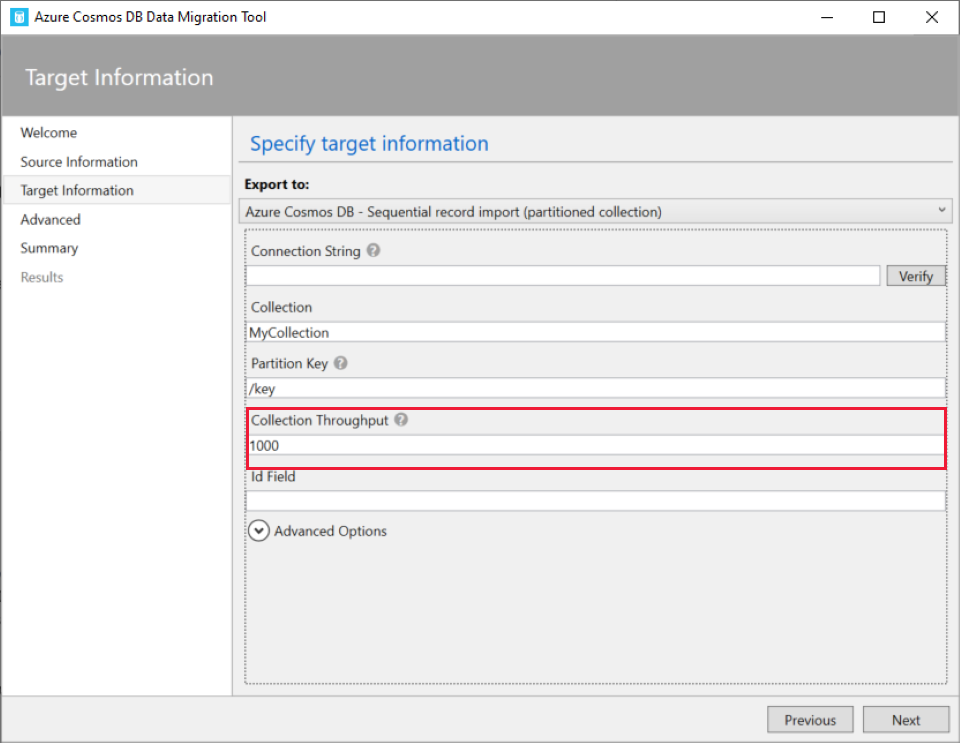 Azure Cosmos DB Data Migration Tool
Target Information
Welcome
Source Information
Target Information
Advanced
Summary
Results
Specify target information
Export to:
Azure Cosmos DB - Sequential record import (partitioned collection)
Connection String ?
Verify
Collection
MyCollection
Partition Key ?
/key
Collection Throughput ?
1000
Id Field
Advanced Options
Previous
Next